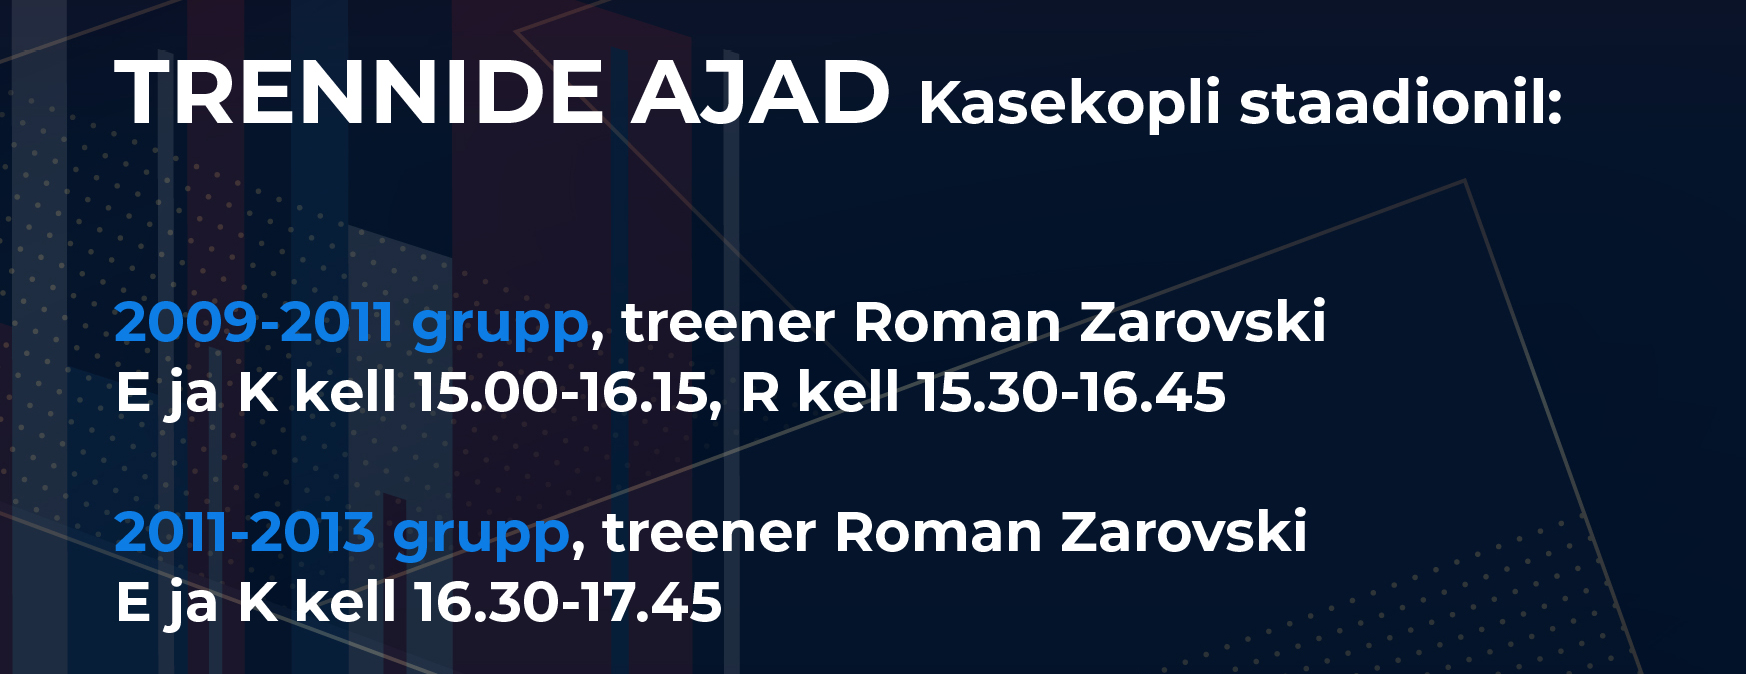 TRENNIDE AJAD Kasekopli staadionil:
2009-2011 grupp, treener Roman Zarovski
E ja K kell 15.00-16.15, R kell 15.30-16.45
2011-2013 grupp, treener Roman Zarovski
E ja K kell 16.30-17.45